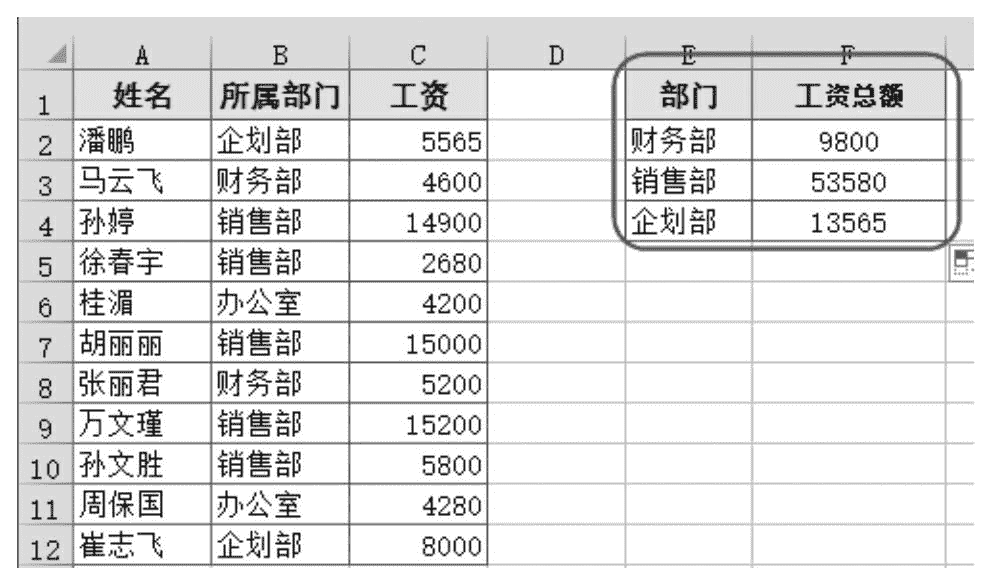 A B C D E F
1 姓名 所属部门 工资 部门 工资总额
2 潘鹏 企划部 5565 财务部 9800
3 马云飞 财务部 4600 销售部 53580
4 孙婷 销售部 14900 企划部 13565
5 徐春宇 销售部 2680
6 桂湄 办公室 4200
7 胡丽丽 销售部 15000
8 张丽君 财务部 5200
9 万文瑾 销售部 15200
10 孙文胜 销售部 5800
11 周保国 办公室 4280
12 崔志飞 企划部 8000